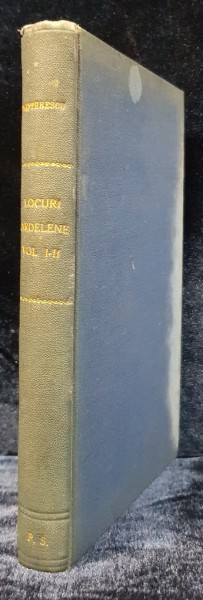 LOCURI
ARDELENE
VOL. I-II
P. S.